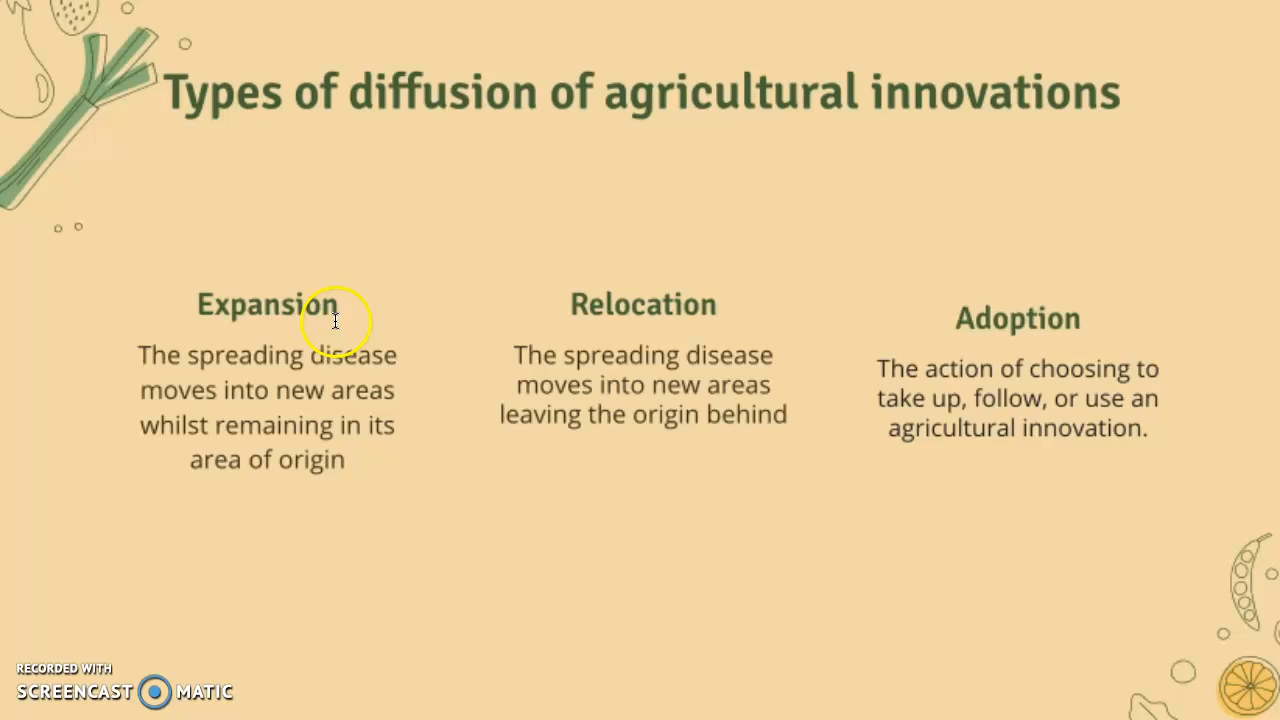 Types of diffusion of agricultural innovations
Expansion
The spreading disease
moves into new areas
whilst remaining in its
area of origin
Relocation
The spreading disease
moves into new areas
leaving the origin behind
Adoption
The action of choosing to
take up, follow, or use an
agricultural innovation.
RECORDED WITH
SCREENCAST MATIC